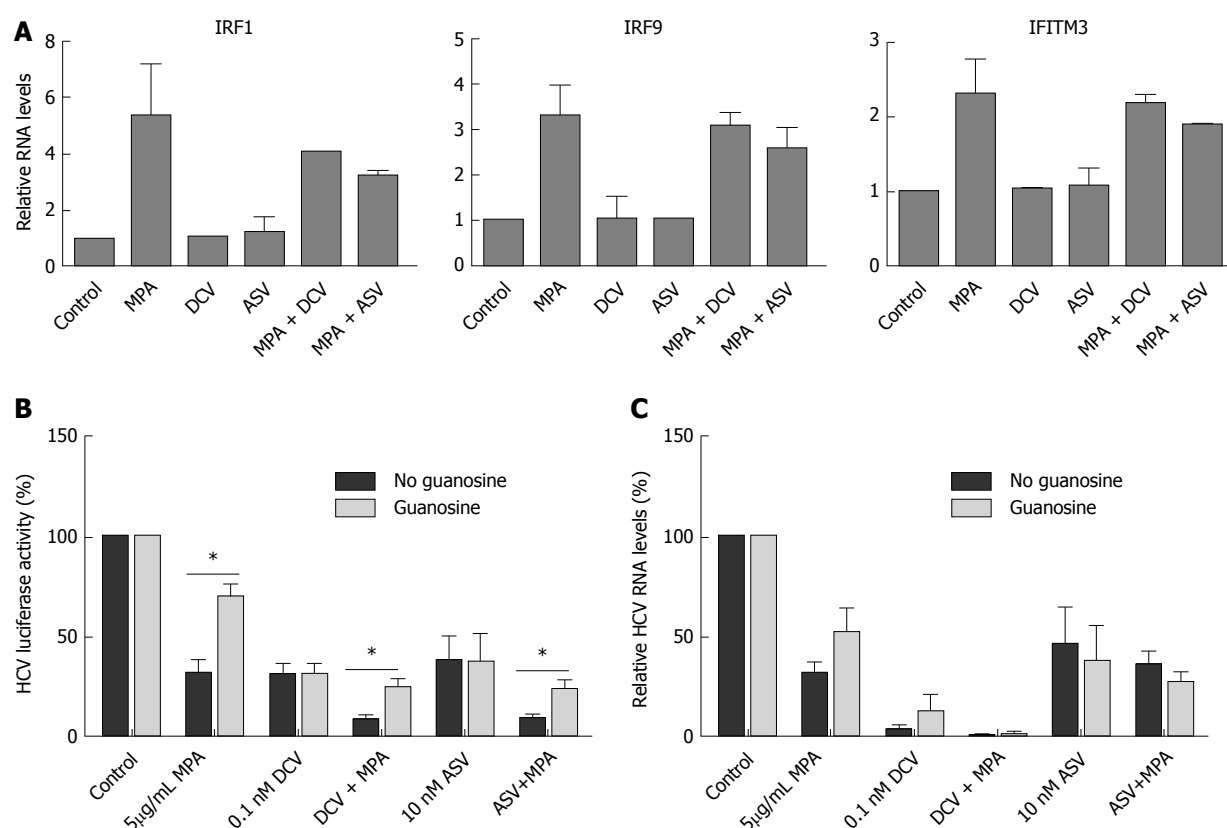 A
IRF1
IRF9
IFITM3
Relative RNA levels
8
6
4
2
0
Control
MPA
DCV
ASV
MPA + DCV
MPA + ASV
5
4
3
2
1
0
Control
MPA
DCV
ASV
MPA + DCV
MPA + ASV
3
2
1
0
Control
MPA
DCV
ASV
MPA + DCV
MPA + ASV
B
HCV luciferase activity (%)
150
100
50
0
No guanosine
Guanosine
*
*
*
Control
5μg/mL MPA
0.1 nM DCV
DCV + MPA
10 nM ASV
ASV+MPA
C
Relative HCV RNA levels (%)
150
100
50
0
No guanosine
Guanosine
Control
5μg/mL MPA
0.1 nM DCV
DCV + MPA
10 nM ASV
ASV+MPA